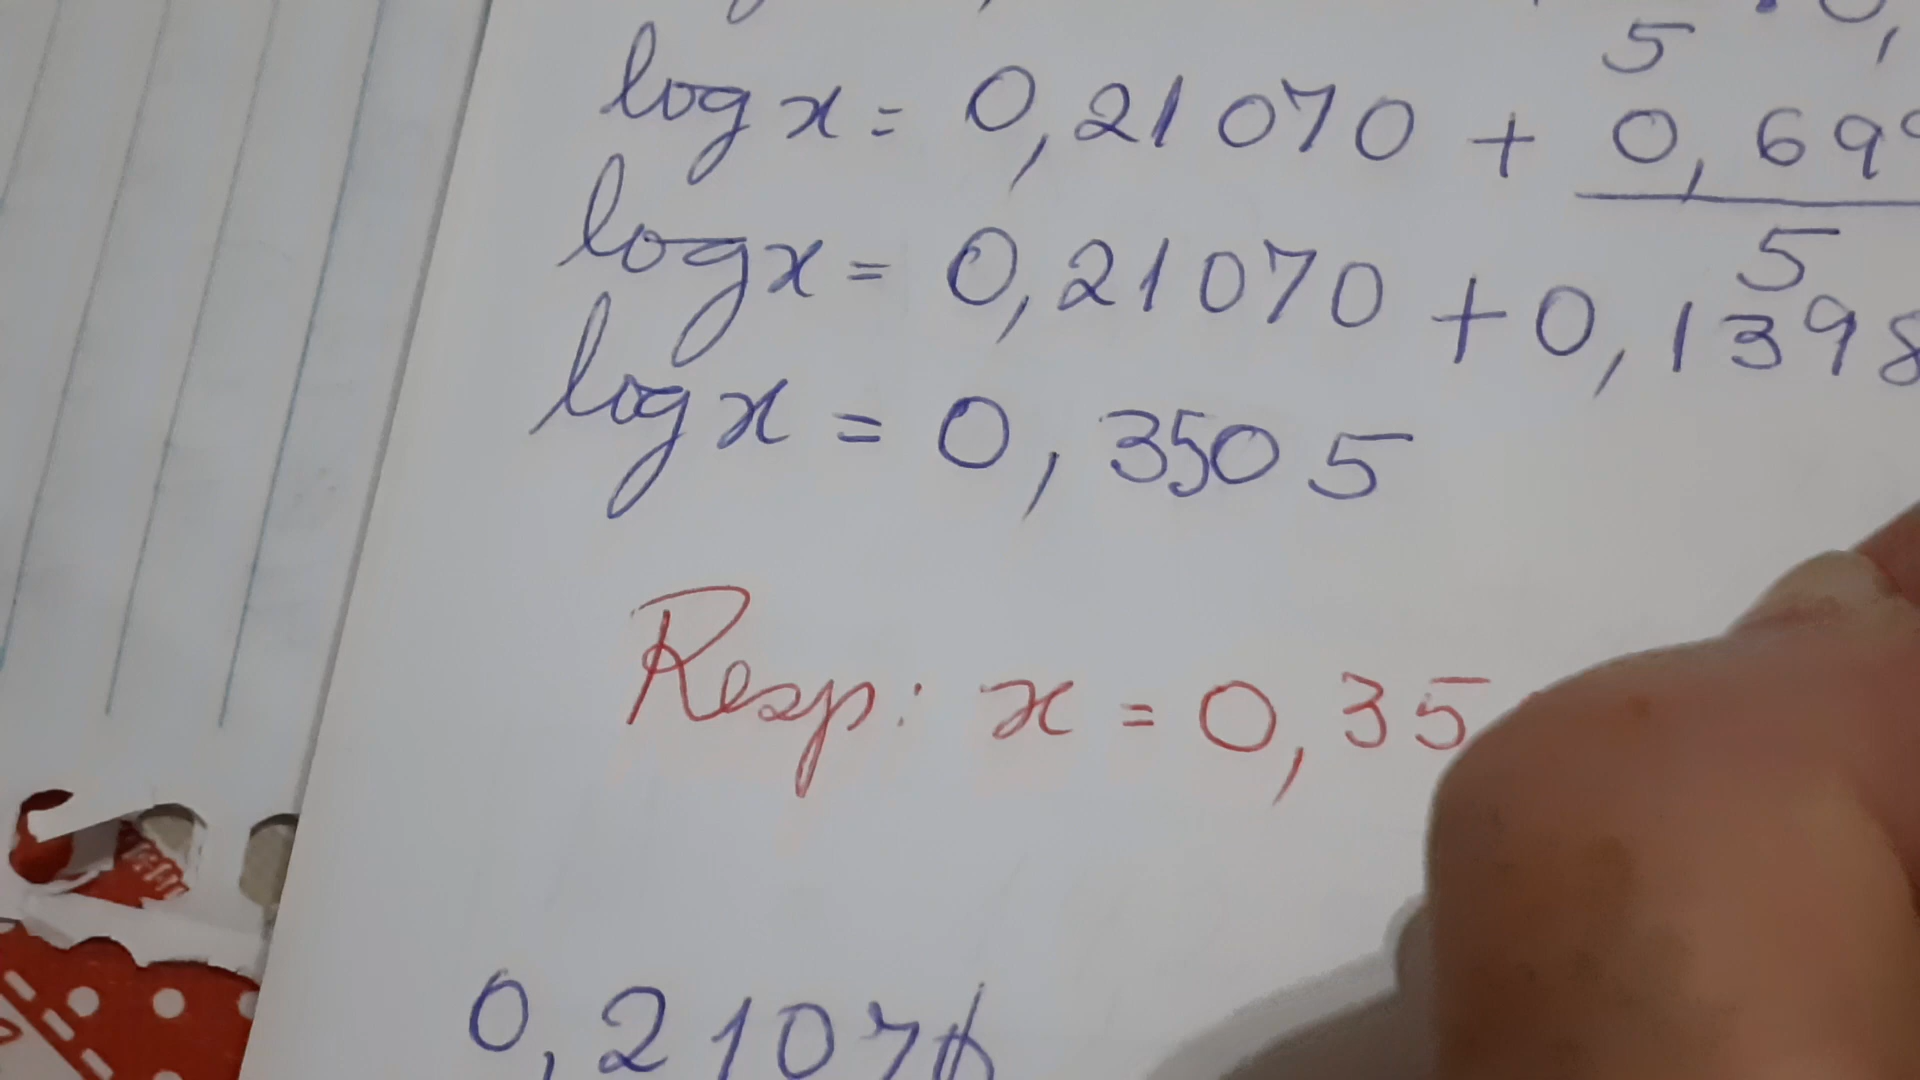 5
log x = 0,21070 + 0,699
5
log x = 0,21070 + 0,1398
log x = 0,3505
Resp: x = 0,35
0,2107